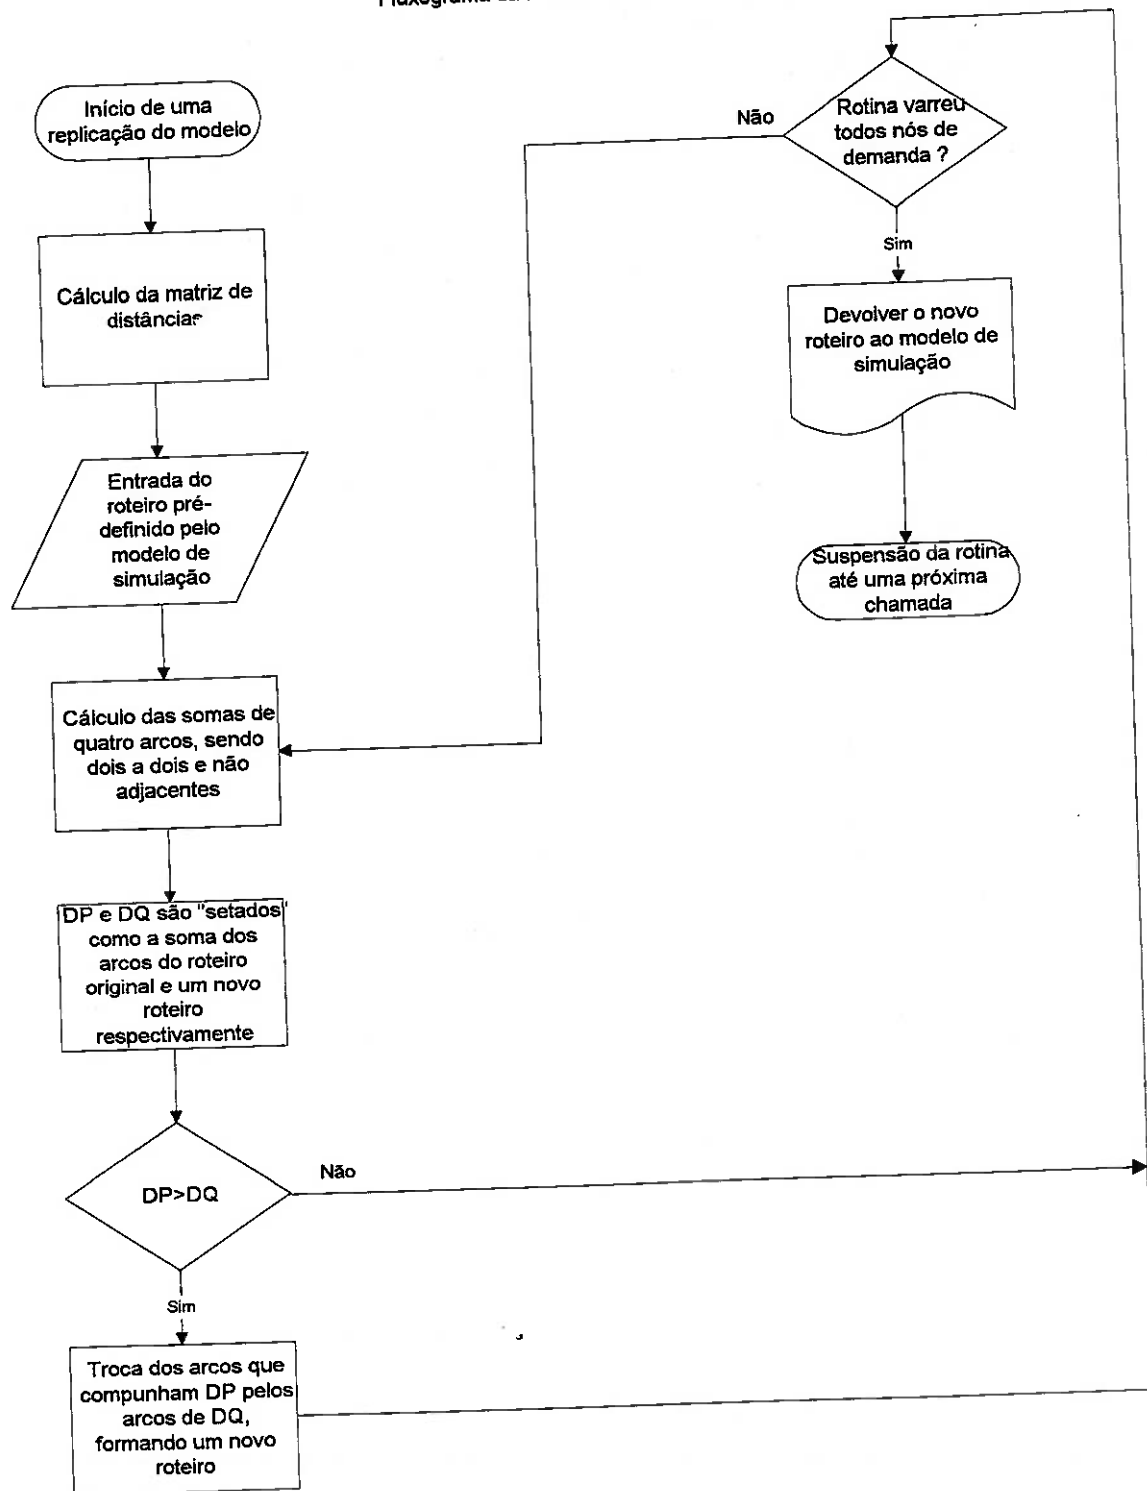 Fluxograma
Início de uma
replicação do modelo
Cálculo da matriz de
distâncias
Entrada do
roteiro pré-
definido pelo
modelo de
simulação
Cálculo das somas de
quatro arcos, sendo
dois a dois e não
adjacentes
DP e DQ são "setados"
como a soma dos
arcos do roteiro
original e um novo
roteiro
respectivamente
DP>DQ
Não
Sim
Troca dos arcos que
compunham DP pelos
arcos de DQ,
formando um novo
roteiro
Rotina varreu
todos nós de
demanda ?
Não
Sim
Devolver o novo
roteiro ao modelo de
simulação
Suspensão da rotina
até uma próxima
chamada